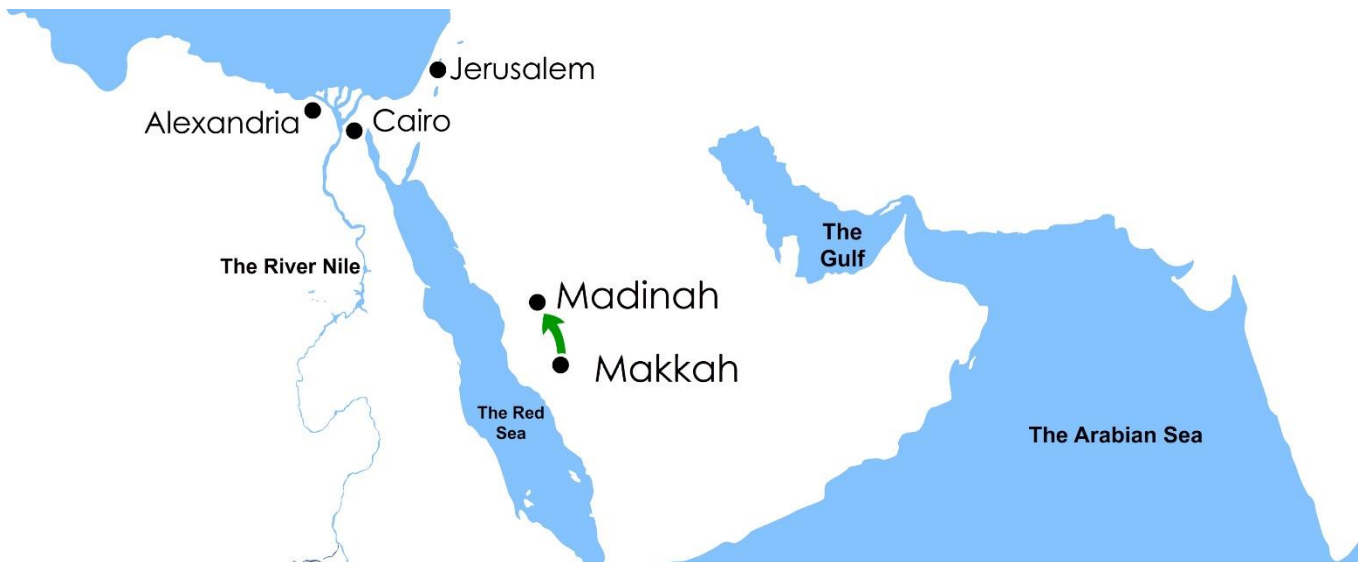 Jerusalem
Alexandria
Cairo
The
Gulf
The River Nile
Madinah
Makkah
The Red
Sea
The Arabian Sea